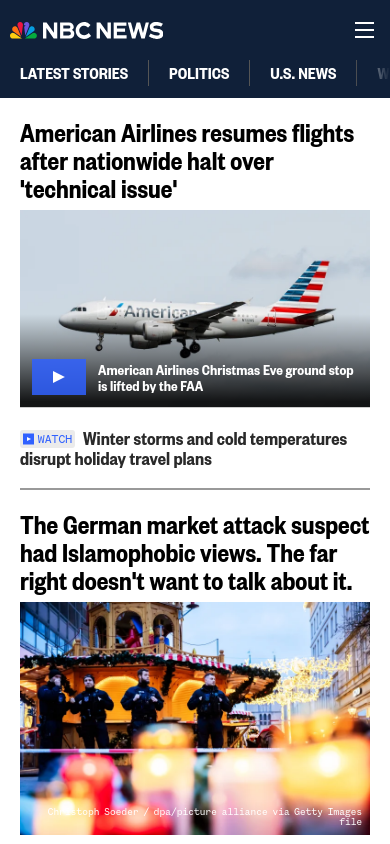 NBC NEWS
LATEST STORIES
POLITICS
U.S. NEWS
American Airlines resumes flights
after nationwide halt over
'technical issue'
American
American Airlines Christmas Eve ground stop
is lifted by the FAA
WATCH Winter storms and cold temperatures
disrupt holiday travel plans
The German market attack suspect
had Islamophobic views. The far
right doesn't want to talk about it.
Christoph Soeder / dpa/picture alliance via Getty Images
file